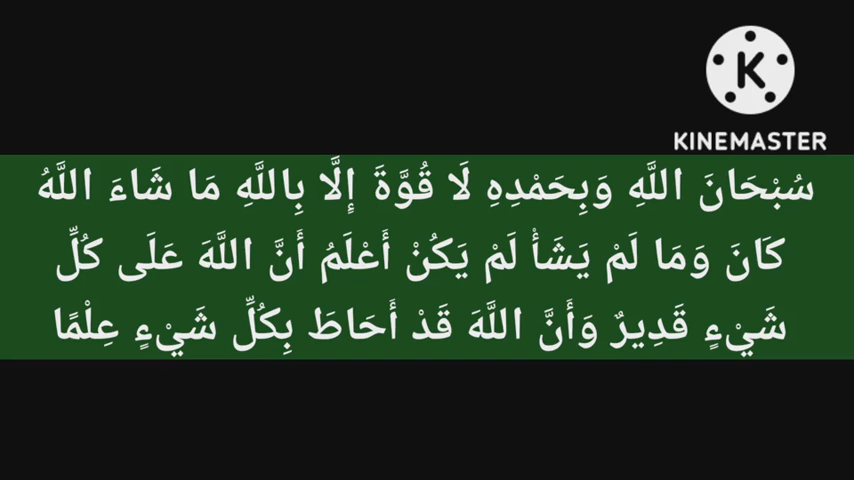 K
KINEMASTER
سُبْحَانَ اللَّهِ وَبِحَمْدِهِ لَا قُوَّةَ إِلَّا بِاللَّهِ مَا شَاءَ اللَّهُ
كَانَ وَمَا لَمْ يَشَأْ لَمْ يَكُنْ أَعْلَمُ أَنَّ اللَّهَ عَلَى كُلِّ
شَيْءٍ قَدِيرٌ وَأَنَّ اللَّهَ قَدْ أَحَاطَ بِكُلِّ شَيْءٍ عِلْمًا